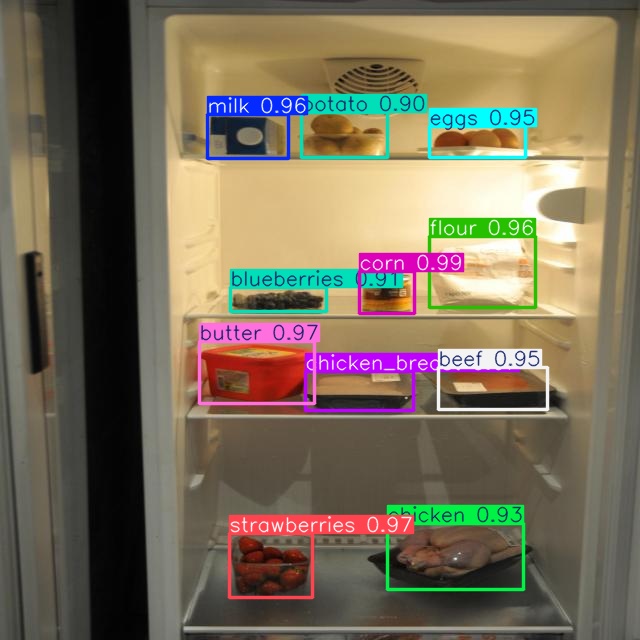 milk 0.96
potato 0.90
eggs 0.95
flour 0.96
corn 0.99
blueberries 0.91
butter 0.97
chicken_brea
beef 0.95
chicken 0.93
strawberries 0.97